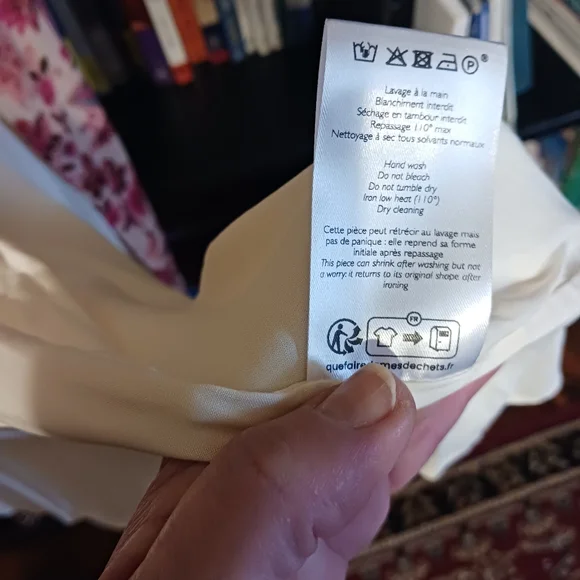 P®
Lavage à la main
Blanchiment interdit
Séchage en tambour interdit
Repassage 110° max
Nettoyage à sec tous solvants normaux
Hand wash
Do not bleach
Do not tumble dry
Iron low heat (110°)
Dry cleaning
Cette pièce peut rétrécir au lavage mais
pas de panique : elle reprend sa forme
initiale après repassage
This piece can shrink after washing but not
a worry: it returns to its original shape after
ironing
FR
quefairedemesdechets.fr